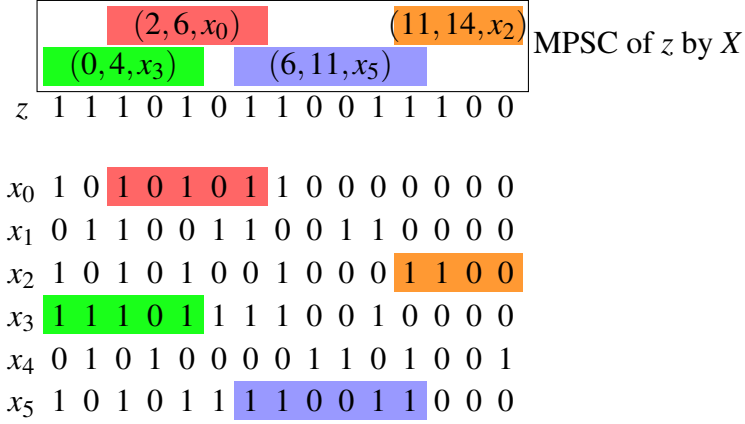 (2,6,x₀) (11,14,x₂)
(0,4,x₃) (6,11,x₅) MPSC of z by X
z 1 1 1 0 1 0 1 1 0 0 1 1 1 0 0
x₀ 1 0 1 0 1 0 1 1 0 0 0 0 0 0 0
x₁ 0 1 1 0 0 1 1 0 0 1 1 0 0 0 0
x₂ 1 0 1 0 1 0 0 1 0 0 0 1 1 0 0
x₃ 1 1 1 0 1 1 1 1 0 0 1 0 0 0 0
x₄ 0 1 0 1 0 0 0 0 1 1 0 1 0 0 1
x₅ 1 0 1 0 1 1 1 1 0 0 1 1 0 0 0